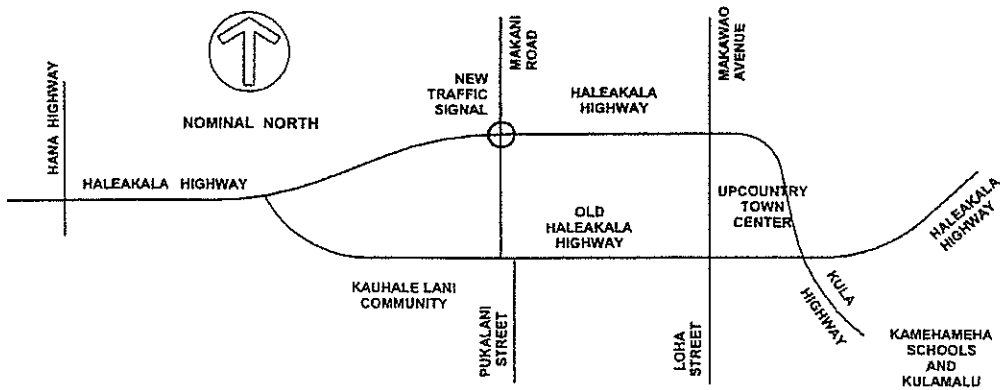 NOMINAL NORTH
HANA HIGHWAY
HALEAKALA HIGHWAY
NEW
TRAFFIC
SIGNAL
MAKANI
ROAD
HALEAKALA
HIGHWAY
MAKAWAO
AVENUE
UPCOUNTRY
TOWN
CENTER
OLD
HALEAKALA
HIGHWAY
HALEAKALA
HIGHWAY
KAUHALE LANI
COMMUNITY
PUKALANI
STREET
LOHA
STREET
KULA
HIGHWAY
KAMEHAMEHA
SCHOOLS
AND
KULAMALU